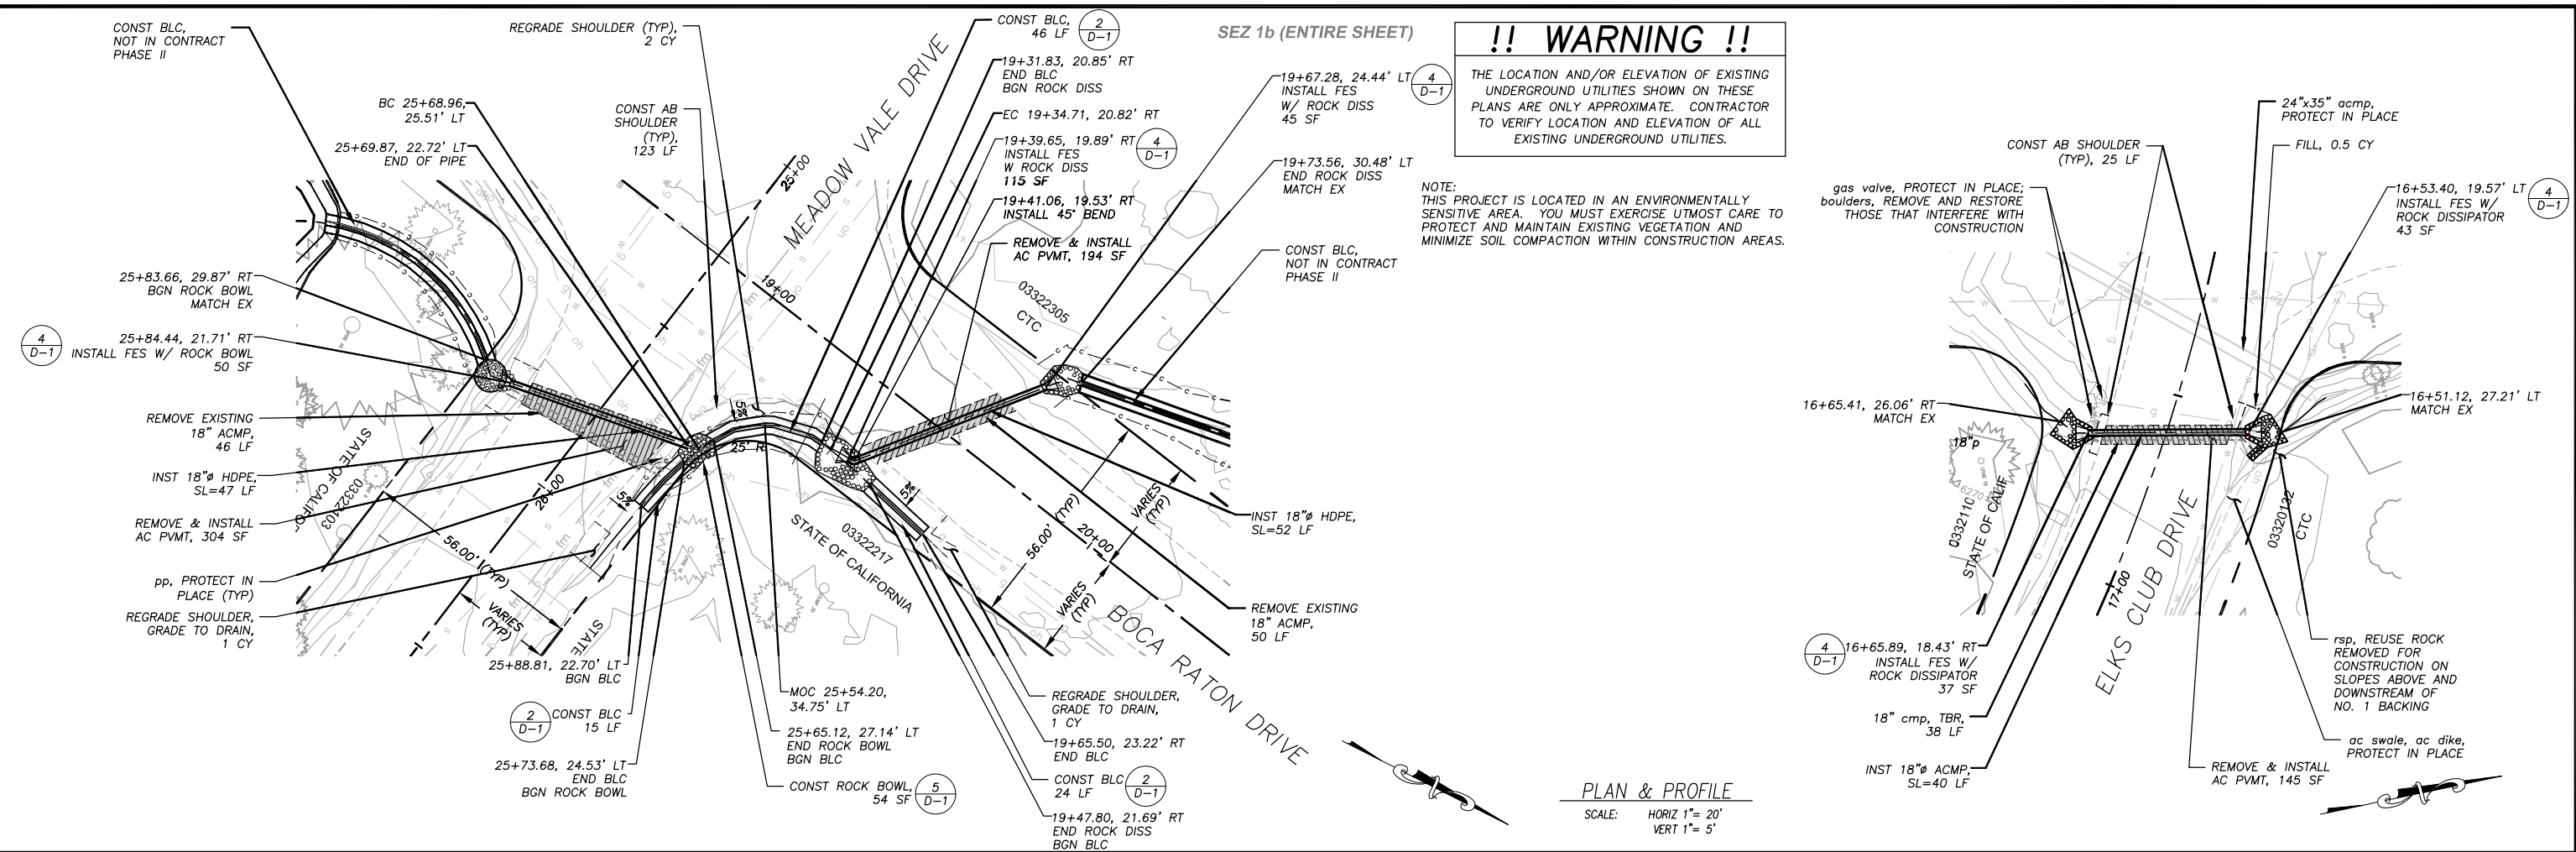 CONST BLC,
NOT IN CONTRACT
PHASE II
REGRADE SHOULDER (TYP),
2 CY
CONST BLC,
46 LF
2
D-1
SEZ 1b (ENTIRE SHEET)
!! WARNING !!
THE LOCATION AND/OR ELEVATION OF EXISTING
UNDERGROUND UTILITIES SHOWN ON THESE
PLANS ARE ONLY APPROXIMATE. CONTRACTOR
TO VERIFY LOCATION AND ELEVATION OF ALL
EXISTING UNDERGROUND UTILITIES.
NOTE:
THIS PROJECT IS LOCATED IN AN ENVIRONMENTALLY
SENSITIVE AREA. YOU MUST EXERCISE UTMOST CARE TO
PROTECT AND MAINTAIN EXISTING VEGETATION AND
MINIMIZE SOIL COMPACTION WITHIN CONSTRUCTION AREAS.
BC 25+68.96,
25.51' LT
25+69.87, 22.72' LT
END OF PIPE
CONST AB
SHOULDER
(TYP),
123 LF
MEADOW VALE DRIVE
25+00
19+00
19+31.83, 20.85' RT
END BLC
BGN ROCK DISS
EC 19+34.71, 20.82' RT
19+39.65, 19.89' RT
INSTALL FES
W ROCK DISS
115 SF
4
D-1
19+41.06, 19.53' RT
INSTALL 45° BEND
REMOVE & INSTALL
AC PVMT, 194 SF
19+67.28, 24.44' LT
INSTALL FES
W/ ROCK DISS
45 SF
4
D-1
19+73.56, 30.48' LT
END ROCK DISS
MATCH EX
CONST BLC,
NOT IN CONTRACT
PHASE II
03322305
CTC
25+83.66, 29.87' RT
BGN ROCK BOWL
MATCH EX
4
D-1
25+84.44, 21.71' RT
INSTALL FES W/ ROCK BOWL
50 SF
REMOVE EXISTING
18" ACMP,
46 LF
INST 18"ø HDPE,
SL=47 LF
REMOVE & INSTALL
AC PVMT, 304 SF
pp, PROTECT IN
PLACE (TYP)
REGRADE SHOULDER,
GRADE TO DRAIN,
1 CY
STATE OF CALIFO
03322103
26+00
56.00' (TYP)
VARIES
(TYP)
STATE
5%
5%
25' R
5%
03322217
STATE OF CALIFORNIA
56.00' (TYP)
20+00
VARIES
(TYP)
VARIES
(TYP)
BOCA RATON DRIVE
INST 18"ø HDPE,
SL=52 LF
REMOVE EXISTING
18" ACMP,
50 LF
25+88.81, 22.70' LT
BGN BLC
2
D-1
CONST BLC
15 LF
25+73.68, 24.53' LT
END BLC
BGN ROCK BOWL
MOC 25+54.20,
34.75' LT
25+65.12, 27.14' LT
END ROCK BOWL
BGN BLC
CONST ROCK BOWL,
54 SF
5
D-1
REGRADE SHOULDER,
GRADE TO DRAIN,
1 CY
19+65.50, 23.22' RT
END BLC
CONST BLC
24 LF
2
D-1
19+47.80, 21.69' RT
END ROCK DISS
BGN BLC
PLAN & PROFILE
SCALE: HORIZ 1"= 20'
VERT 1"= 5'
24"x35" acmp,
PROTECT IN PLACE
FILL, 0.5 CY
CONST AB SHOULDER
(TYP), 25 LF
gas valve, PROTECT IN PLACE;
boulders, REMOVE AND RESTORE
THOSE THAT INTERFERE WITH
CONSTRUCTION
16+53.40, 19.57' LT
INSTALL FES W/
ROCK DISSIPATOR
43 SF
4
D-1
16+65.41, 26.06' RT
MATCH EX
16+51.12, 27.21' LT
MATCH EX
18"p
6270
0332110
STATE OF CALIF
17+00
ELKS CLUB DRIVE
03320132
CTC
4
D-1
16+65.89, 18.43' RT
INSTALL FES W/
ROCK DISSIPATOR
37 SF
18" cmp, TBR,
38 LF
INST 18"ø ACMP,
SL=40 LF
rsp, REUSE ROCK
REMOVED FOR
CONSTRUCTION ON
SLOPES ABOVE AND
DOWNSTREAM OF
NO. 1 BACKING
ac swale, ac dike,
PROTECT IN PLACE
REMOVE & INSTALL
AC PVMT, 145 SF